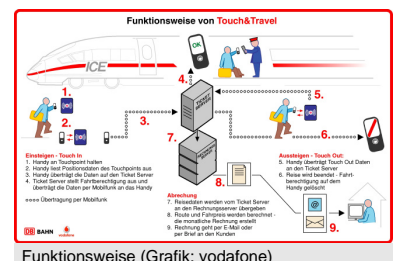 Funktionsweise von Touch&Travel
OK
ICE
1.
2.
3.
4.
5.
6.
7.
8.
9.
TICKET
SERVER
@
Einsteigen - Touch In
1. Handy an Touchpoint halten
2. Handy liest Positionsdaten des Touchpoints aus
3. Handy überträgt die Daten auf den Ticket Server
4. Ticket Server stellt Fahrtberechtigung aus und
überträgt die Daten per Mobilfunk an das Handy
Übertragung per Mobilfunk
Aussteigen - Touch Out:
5. Handy überträgt Touch Out Daten
an den Ticket Server
6. Reise wird beendet - Fahrt-
berechtigung auf dem
Handy gelöscht
Abrechung
7. Reisedaten werden vom Ticket Server
an den Rechnungsserver übergeben
8. Route und Fahrpreis werden berechnet -
die monatliche Rechnung erstellt
9. Rechnung geht per E-Mail oder
per Brief an den Kunden
DB BAHN
vodafone
Funktionsweise (Grafik: vodafone)